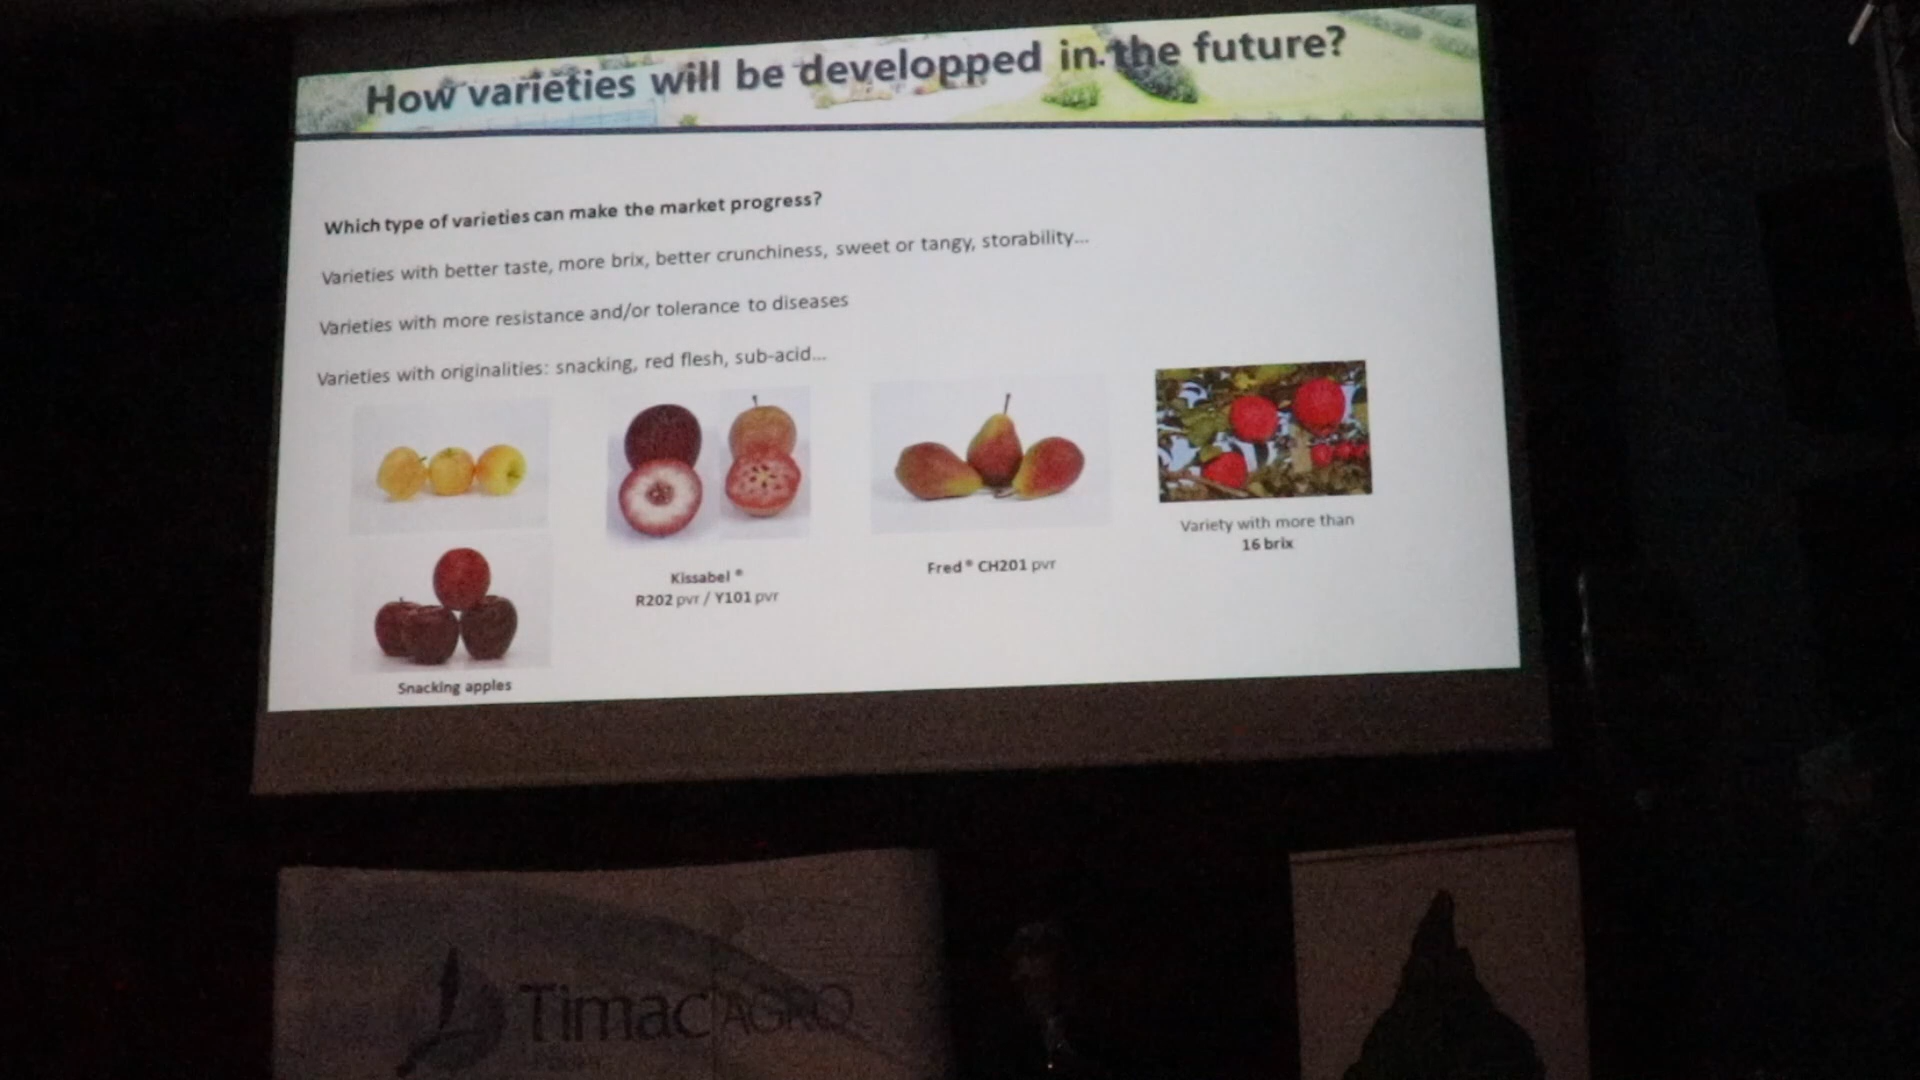 How varieties will be developped in the future?
Which type of varieties can make the market progress?
Varieties with better taste, more brix, better crunchiness, sweet or tangy, storability...
Varieties with more resistance and/or tolerance to diseases
Varieties with originalities: snacking, red flesh, sub-acid...
Snacking apples
Kissabel ®
R202 pvr / Y101 pvr
Fred® CH201 pvr
Variety with more than
16 brix
Timac AGRO